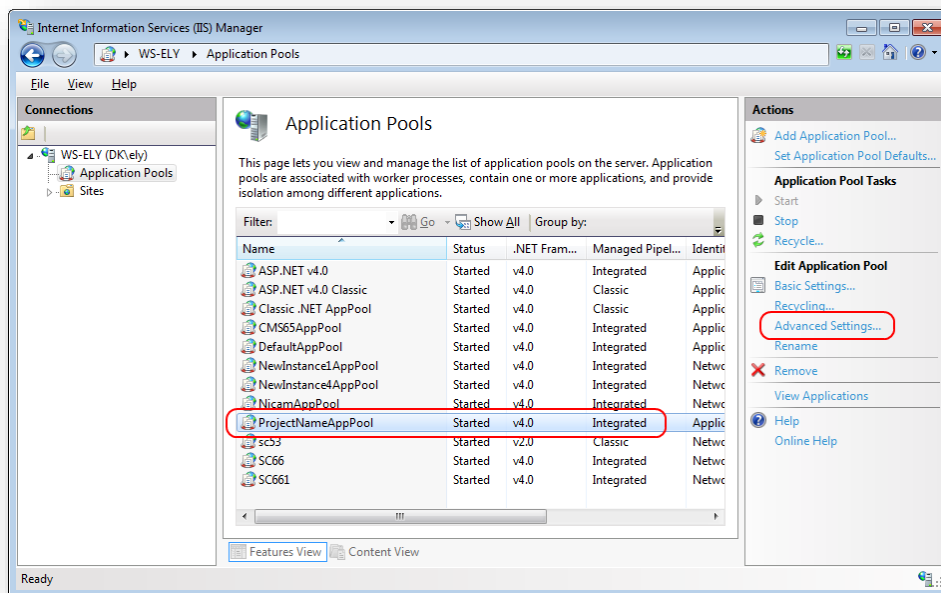 Internet Information Services (IIS) Manager
WS-ELY Application Pools
File View Help
Connections
WS-ELY (DK\ely)
Application Pools
Sites
Application Pools
This page lets you view and manage the list of application pools on the server. Application
pools are associated with worker processes, contain one or more applications, and provide
isolation among different applications.
Filter: Go Show All Group by:
Name Status .NET Fram... Managed Pipel... Identit
ASP.NET v4.0 Started v4.0 Integrated Applic
ASP.NET v4.0 Classic Started v4.0 Classic Applic
Classic .NET AppPool Started v4.0 Classic Applic
CMS65AppPool Started v4.0 Integrated Applic
DefaultAppPool Started v4.0 Integrated Applic
NewInstance1AppPool Started v4.0 Integrated Netwo
NewInstance4AppPool Started v4.0 Integrated Netwo
NicamAppPool Started v4.0 Integrated Netwo
ProjectNameAppPool Started v4.0 Integrated Applic
sc53 Started v2.0 Classic Netwo
SC66 Started v4.0 Integrated Netwo
SC661 Started v4.0 Integrated Netwo
Features View Content View
Actions
Add Application Pool...
Set Application Pool Defaults...
Application Pool Tasks
Start
Stop
Recycle...
Edit Application Pool
Basic Settings...
Recycling...
Advanced Settings...
Rename
Remove
View Applications
Help
Online Help
Ready